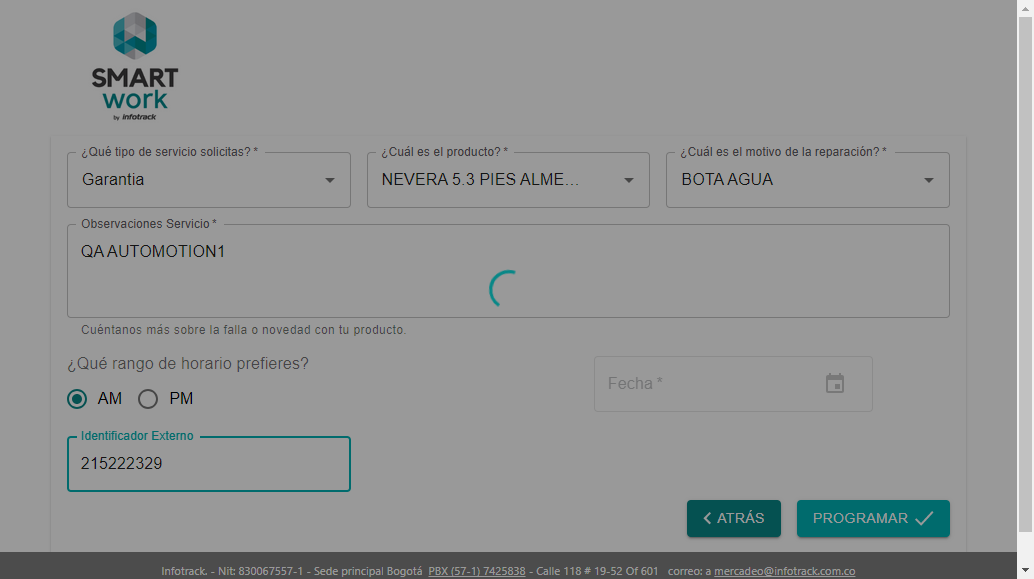 SMART
work
by infotrack
¿Qué tipo de servicio solicitas? *
Garantia
¿Cuál es el producto? *
NEVERA 5.3 PIES ALME...
¿Cuál es el motivo de la reparación? *
BOTA AGUA
Observaciones Servicio *
QA AUTOMOTION1
Cuéntanos más sobre la falla o novedad con tu producto.
¿Qué rango de horario prefieres?
AM PM
Fecha *
Identificador Externo
215222329
ATRÁS
PROGRAMAR
Infotrack. - Nit: 830067557-1 - Sede principal Bogotá PBX (57-1) 7425838 - Calle 118 # 19-52 Of 601 correo: a mercadeo@infotrack.com.co